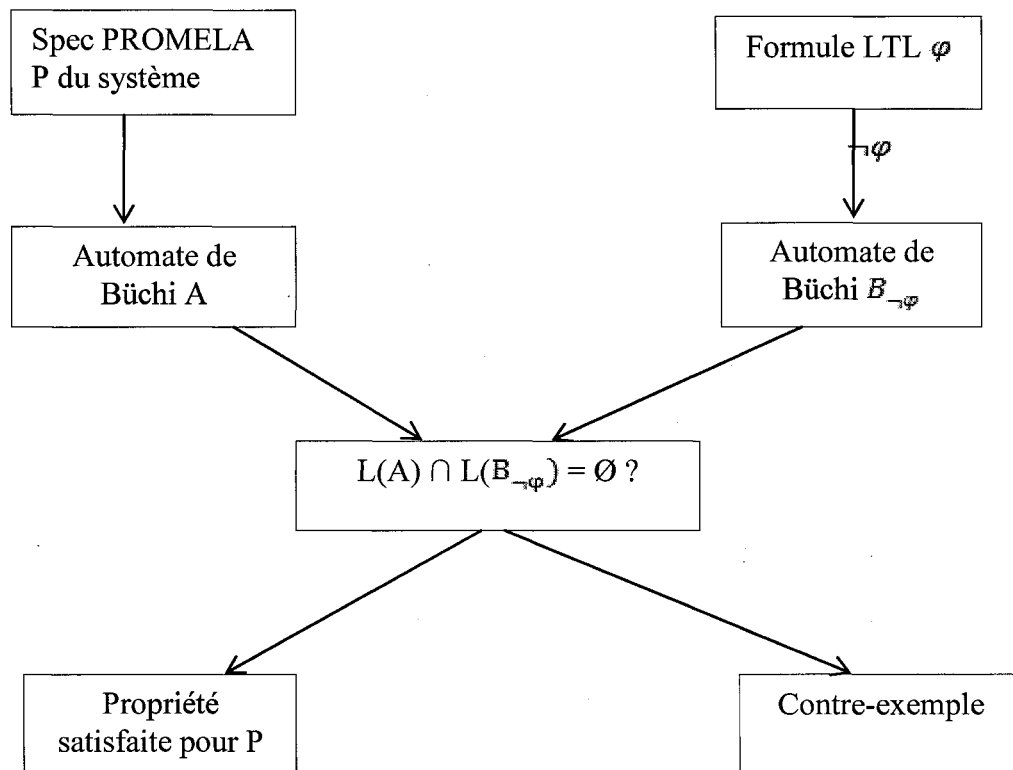 Spec PROMELA
P du système
Formule LTL φ
¬φ
Automate de
Büchi A
Automate de
Büchi B¬φ
L(A) ∩ L(B¬φ) = Ø ?
Propriété
satisfaite pour P
Contre-exemple